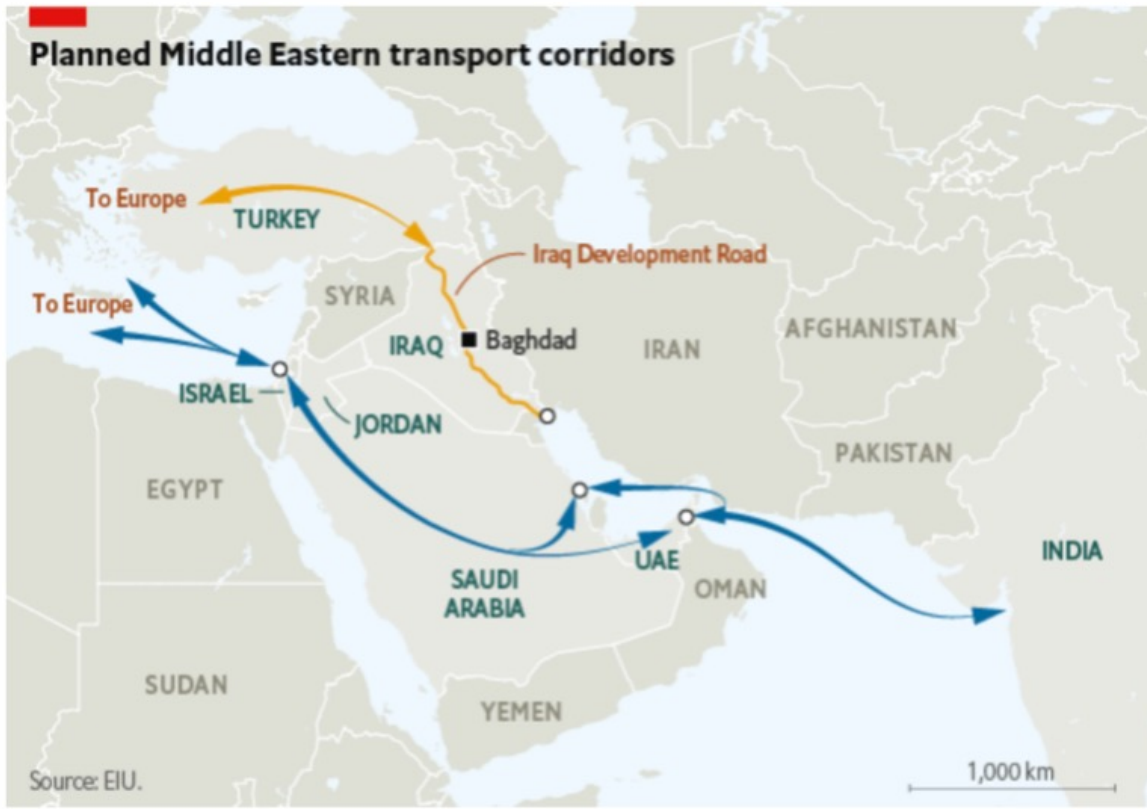 Planned Middle Eastern transport corridors
To Europe
TURKEY
Iraq Development Road
To Europe
SYRIA
IRAQ
Baghdad
IRAN
AFGHANISTAN
ISRAEL
JORDAN
PAKISTAN
EGYPT
INDIA
UAE
SAUDI
ARABIA
OMAN
SUDAN
YEMEN
Source: EIU.
1,000 km